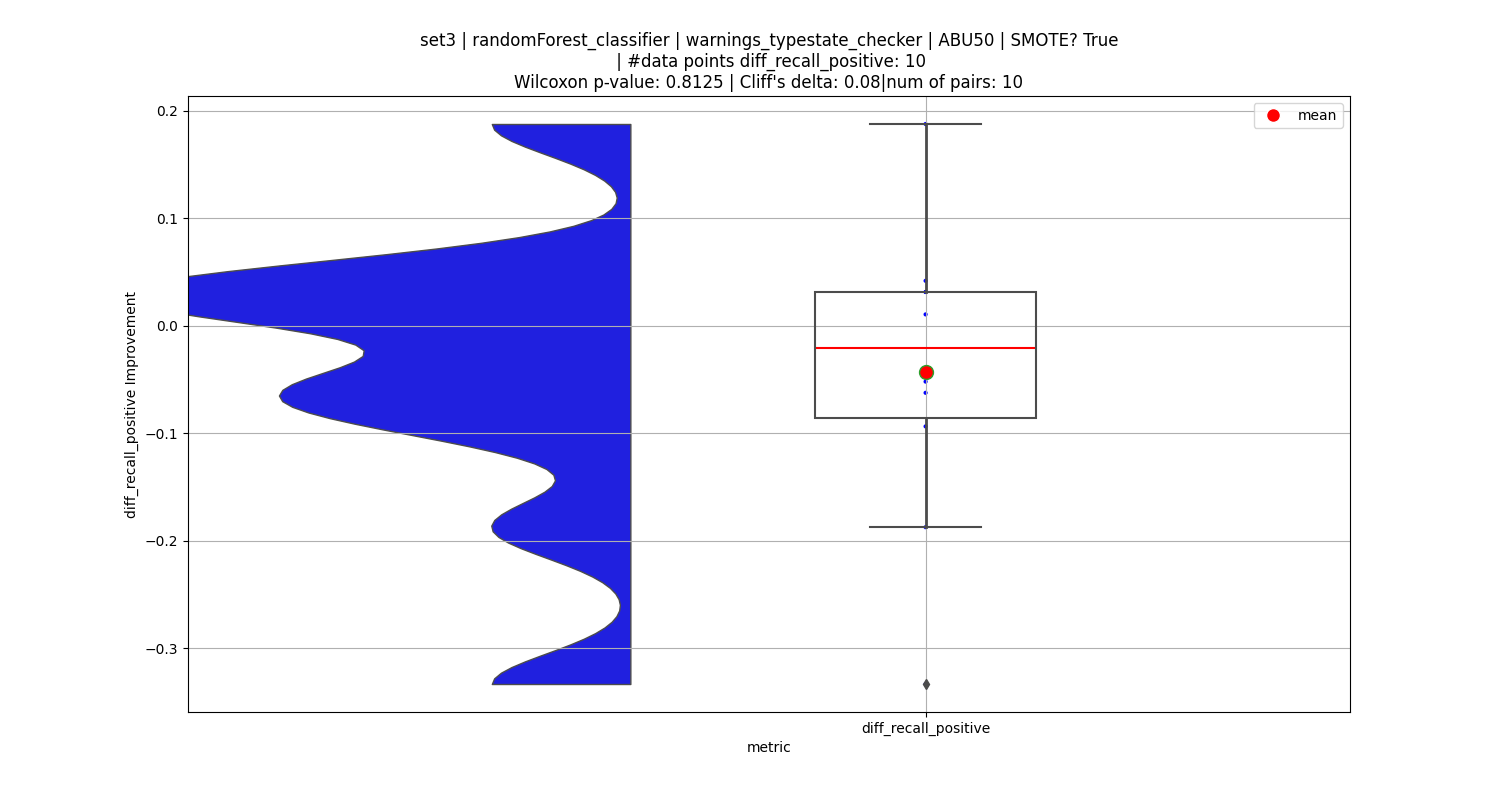 set3 | randomForest_classifier | warnings_typestate_checker | ABU50 | SMOTE? True
| #data points diff_recall_positive: 10
Wilcoxon p-value: 0.8125 | Cliff's delta: 0.08|num of pairs: 10
mean
0.2
0.1
0.0
−0.1
−0.2
−0.3
diff_recall_positive Improvement
diff_recall_positive
metric